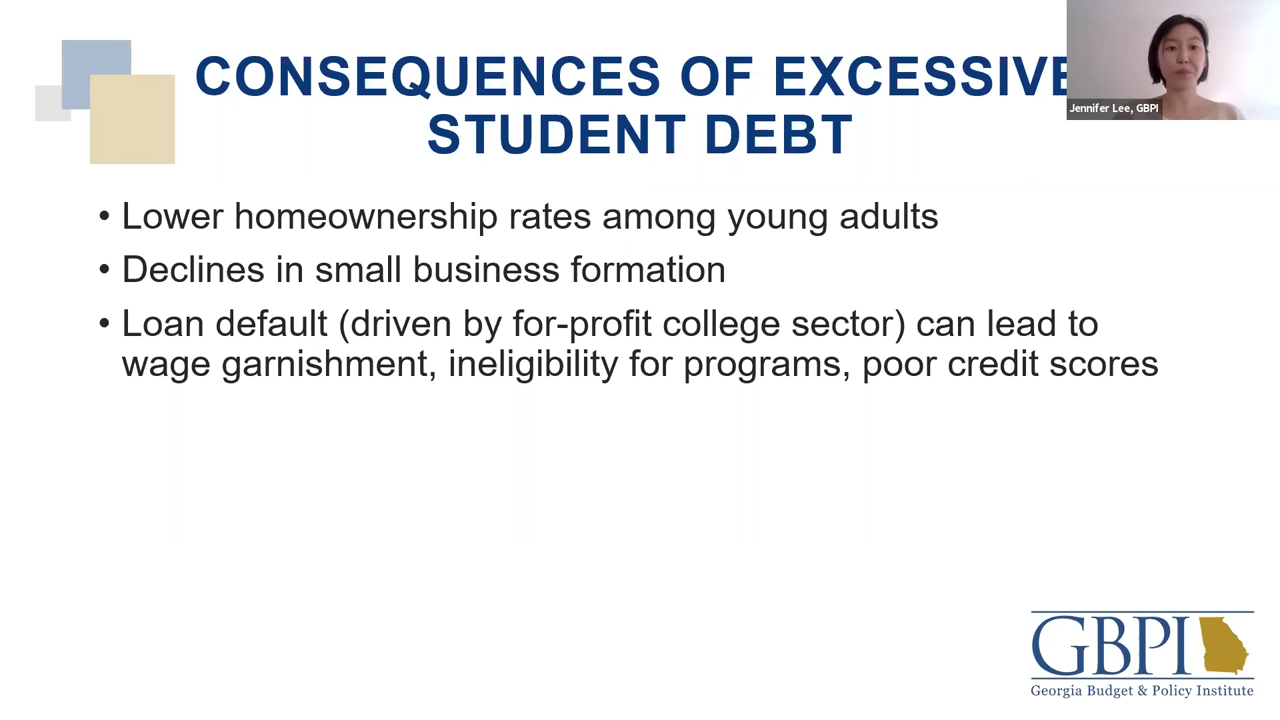 CONSEQUENCES OF EXCESSIVE
STUDENT DEBT
Jennifer Lee, GBPI
• Lower homeownership rates among young adults
• Declines in small business formation
• Loan default (driven by for-profit college sector) can lead to
wage garnishment, ineligibility for programs, poor credit scores
GBPI
Georgia Budget & Policy Institute